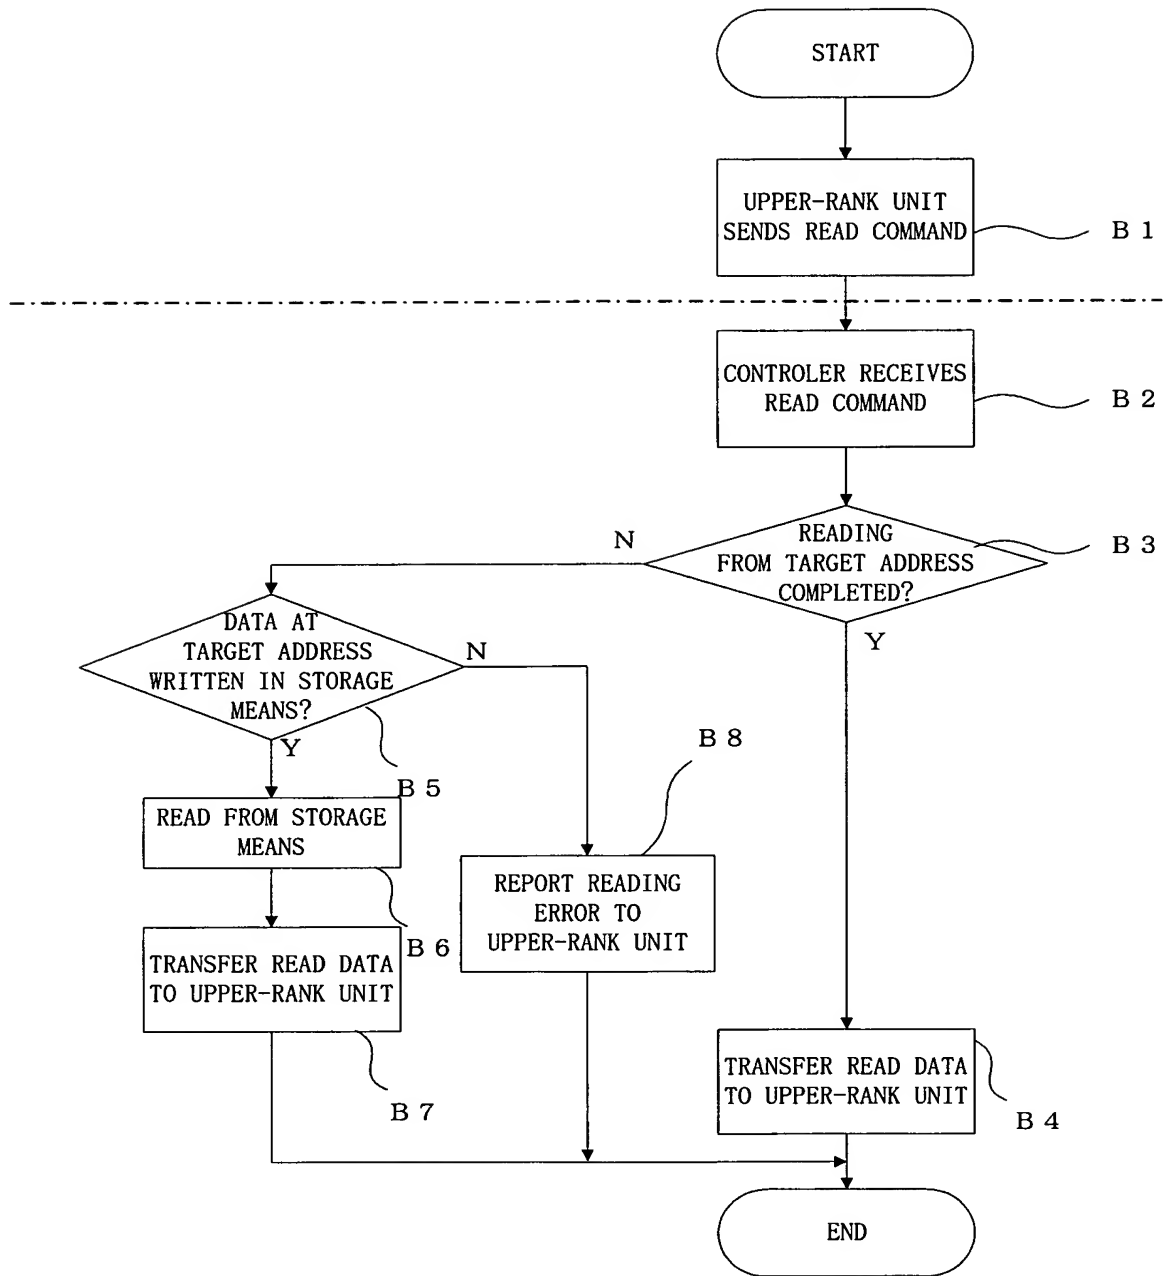 START
UPPER-RANK UNIT
SENDS READ COMMAND
B 1
CONTROLER RECEIVES
READ COMMAND
B 2
READING
FROM TARGET ADDRESS
COMPLETED?
B 3
N
Y
DATA AT
TARGET ADDRESS
WRITTEN IN STORAGE
MEANS?
N
Y
B 5
B 8
READ FROM STORAGE
MEANS
B 6
REPORT READING
ERROR TO
UPPER-RANK UNIT
TRANSFER READ DATA
TO UPPER-RANK UNIT
B 7
TRANSFER READ DATA
TO UPPER-RANK UNIT
B 4
END